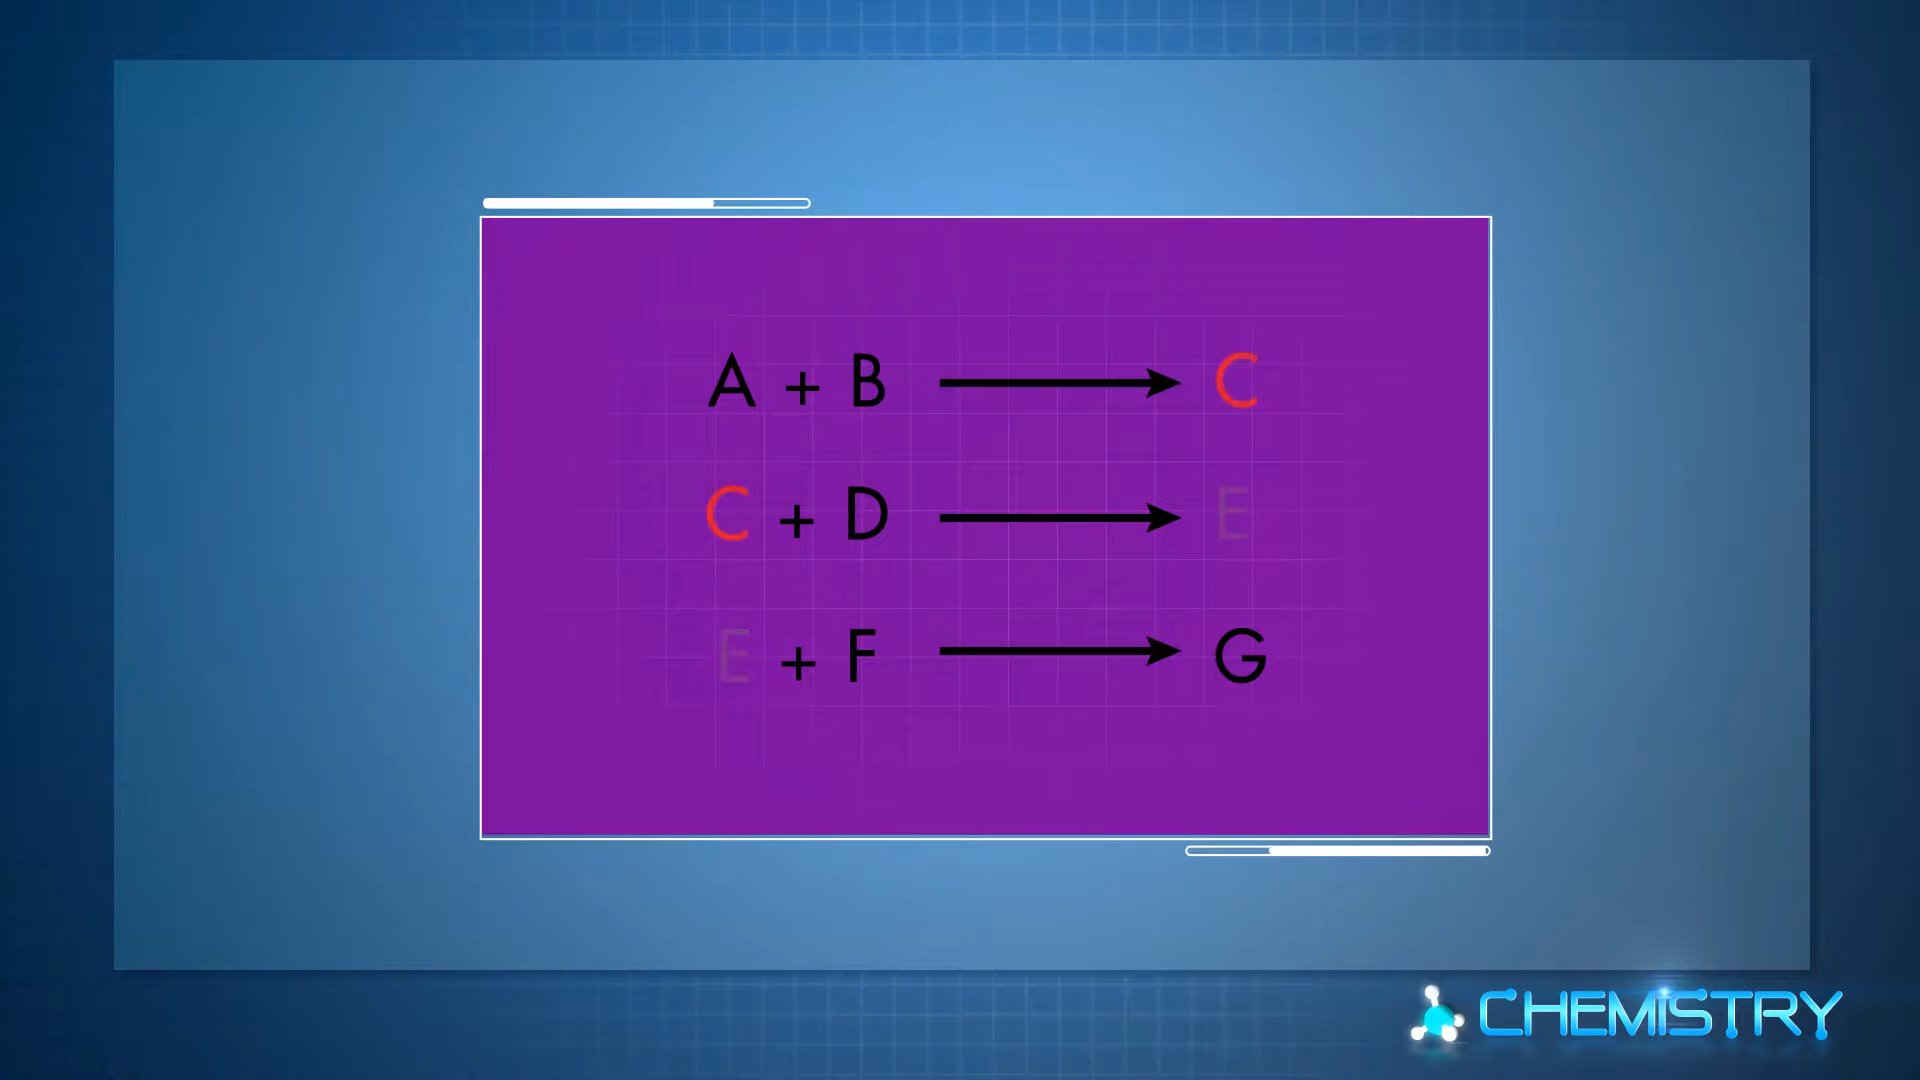 A + B → C
C + D → E
E + F → G
CHEMISTRY